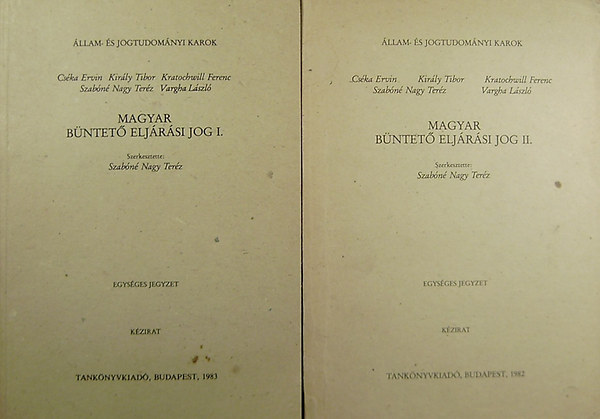 ÁLLAM- ÉS JOGTUDOMÁNYI KAROK
Cséka Ervin Király Tibor Kratochwill Ferenc
Szabóné Nagy Teréz Vargha László
MAGYAR
BÜNTETŐ ELJÁRÁSI JOG I.
Szerkesztette:
Szabóné Nagy Teréz
EGYSÉGES JEGYZET
KÉZIRAT
TANKÖNYVKIADÓ, BUDAPEST, 1983
ÁLLAM- ÉS JOGTUDOMÁNYI KAROK
Cséka Ervin Király Tibor Kratochwill Ferenc
Szabóné Nagy Teréz Vargha László
MAGYAR
BÜNTETŐ ELJÁRÁSI JOG II.
Szerkesztette:
Szabóné Nagy Teréz
EGYSÉGES JEGYZET
KÉZIRAT
TANKÖNYVKIADÓ, BUDAPEST, 1982